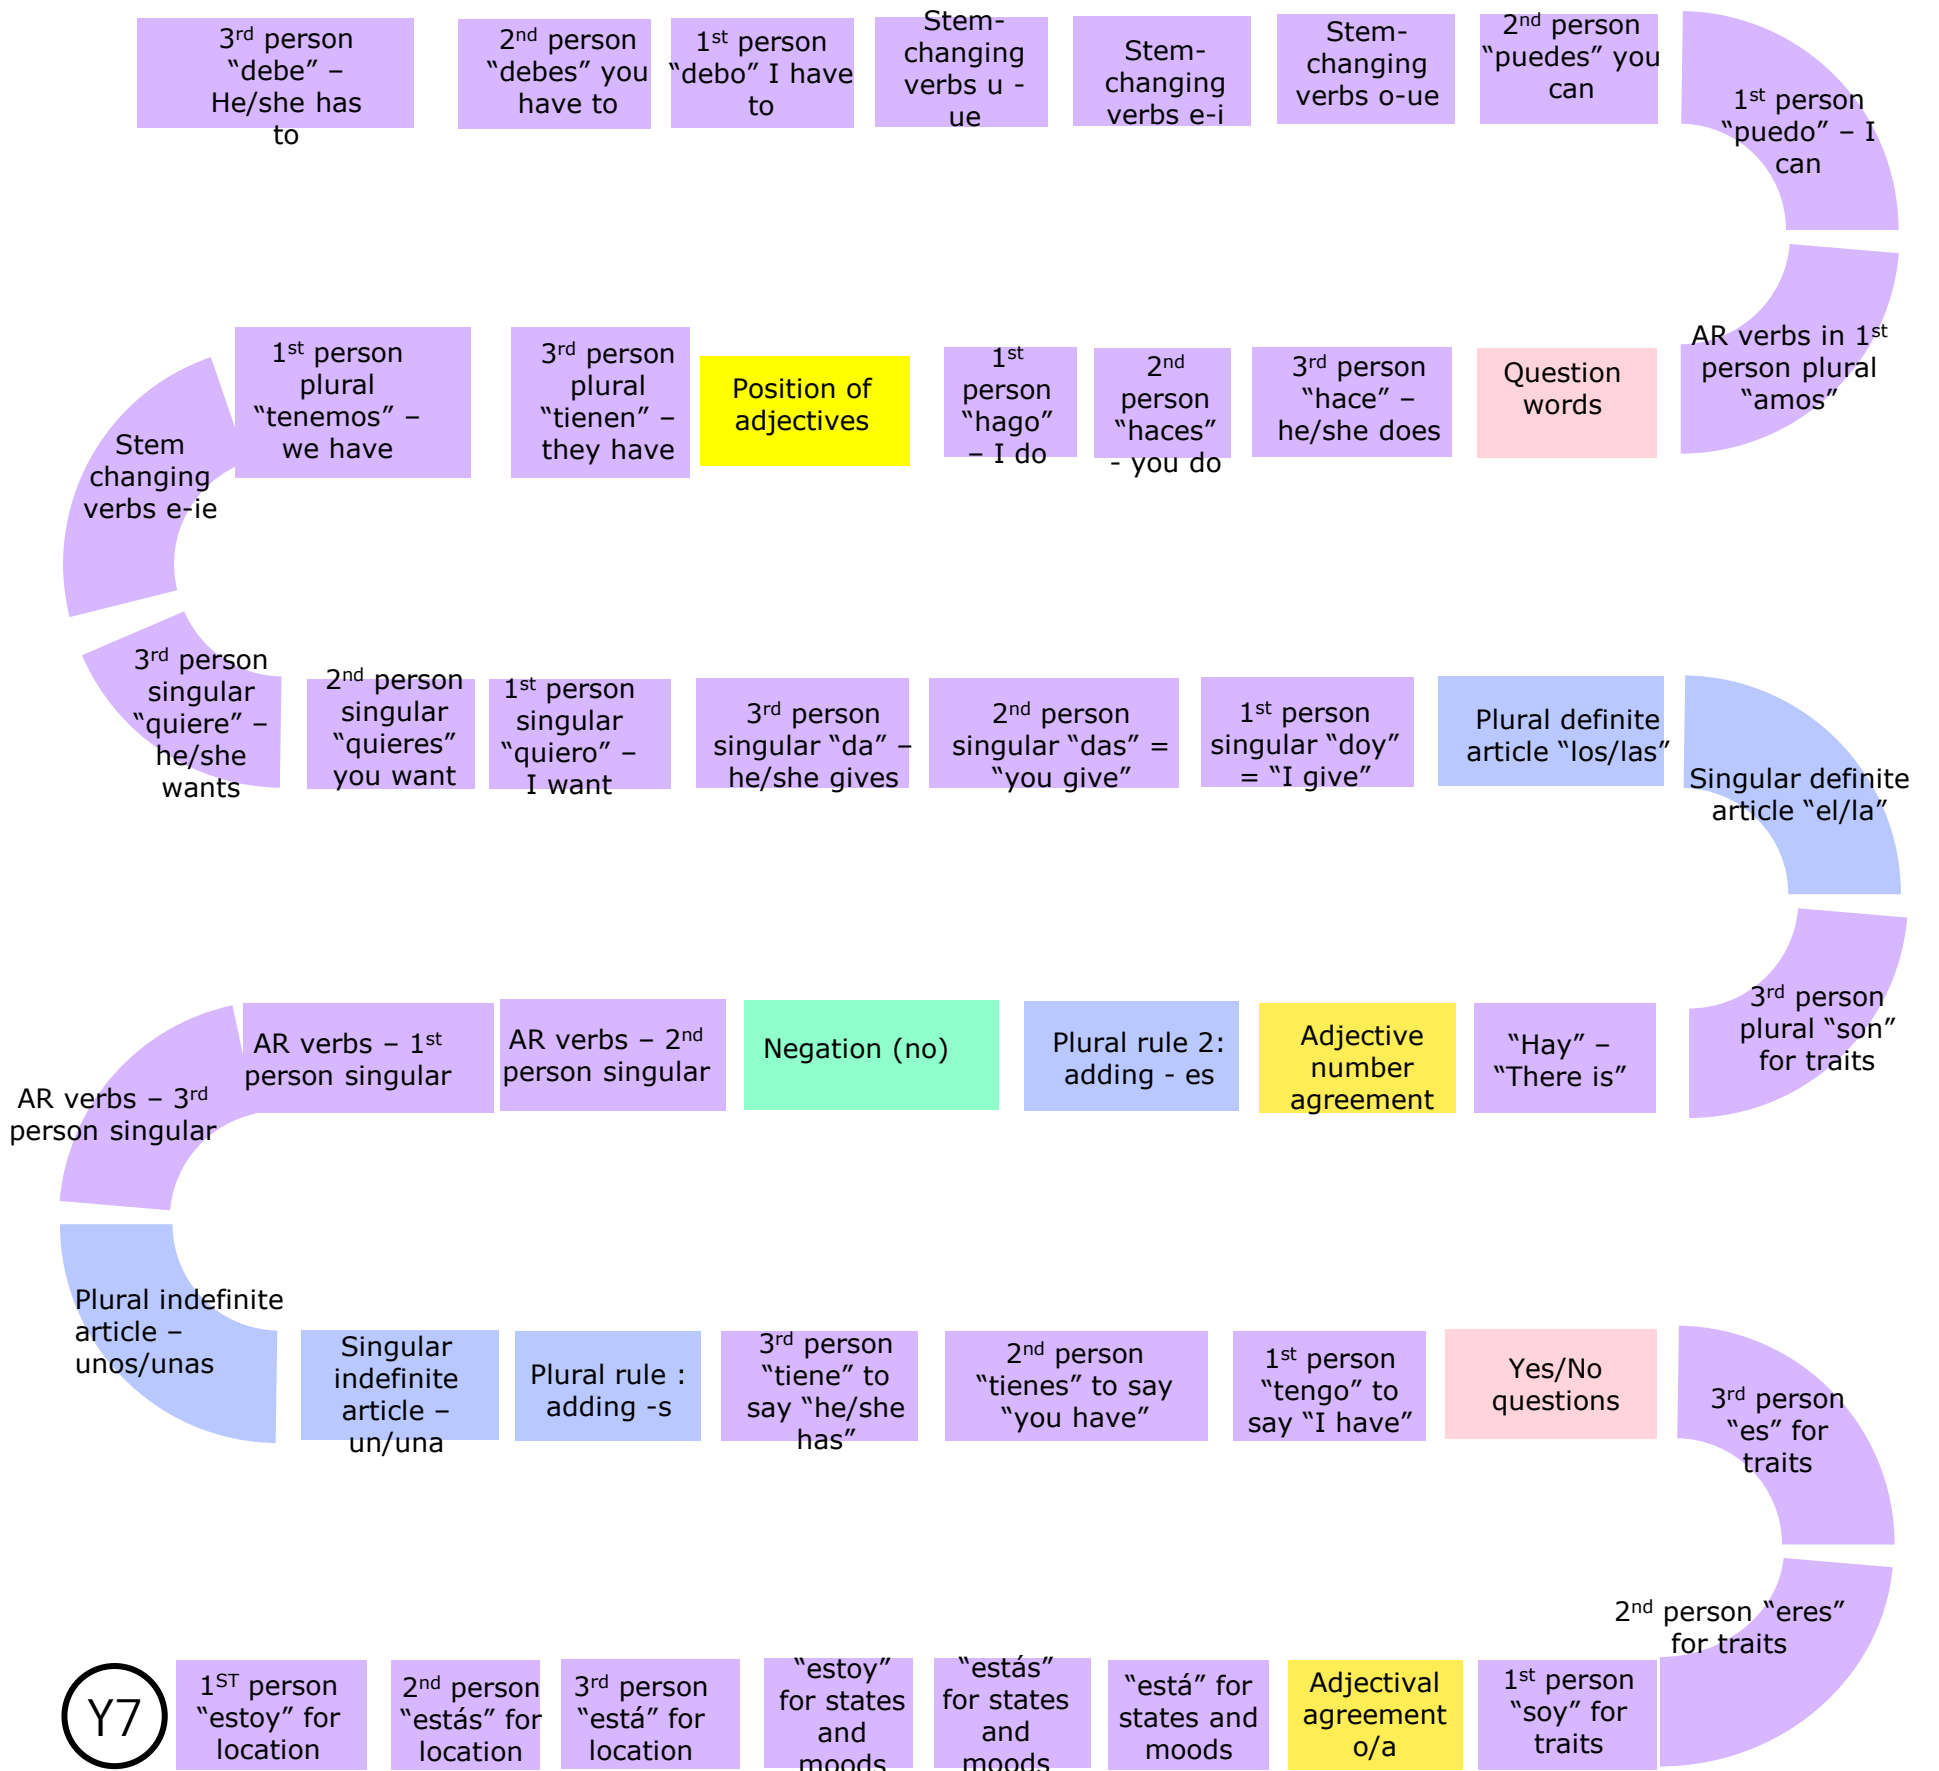 3rd person
“debe” –
He/she has
to
2nd person
“debes” you
have to
1st person
“debo” I have
to
Stem-
changing
verbs u -
ue
Stem-
changing
verbs e-i
Stem-
changing
verbs o-ue
2nd person
“puedes” you
can
1st person
“puedo” – I
can
1st person
plural
“tenemos” –
we have
3rd person
plural
“tienen” –
they have
Position of
adjectives
1st
person
“hago”
– I do
2nd
person
“haces”
- you do
3rd person
“hace” –
he/she does
Question
words
AR verbs in 1st
person plural
“amos”
Stem
changing
verbs e-ie
3rd person
singular
“quiere” –
he/she
wants
2nd person
singular
“quieres”
you want
1st person
singular
“quiero” –
I want
3rd person
singular “da” –
he/she gives
2nd person
singular “das” =
“you give”
1st person
singular “doy”
= “I give”
Plural definite
article “los/las”
Singular definite
article “el/la”
AR verbs – 3rd
person singular
AR verbs – 1st
person singular
AR verbs – 2nd
person singular
Negation (no)
Plural rule 2:
adding - es
Adjective
number
agreement
“Hay” –
“There is”
3rd person
plural “son”
for traits
Plural indefinite
article –
unos/unas
Singular
indefinite
article –
un/una
Plural rule :
adding -s
3rd person
“tiene” to
say “he/she
has”
2nd person
“tienes” to say
“you have”
1st person
“tengo” to
say “I have”
Yes/No
questions
3rd person
“es” for
traits
2nd person “eres”
for traits
Y7
1ST person
“estoy” for
location
2nd person
“estás” for
location
3rd person
“está” for
location
“estoy”
for states
and
moods
“estás”
for states
and
moods
“está” for
states and
moods
Adjectival
agreement
o/a
1st person
“soy” for
traits